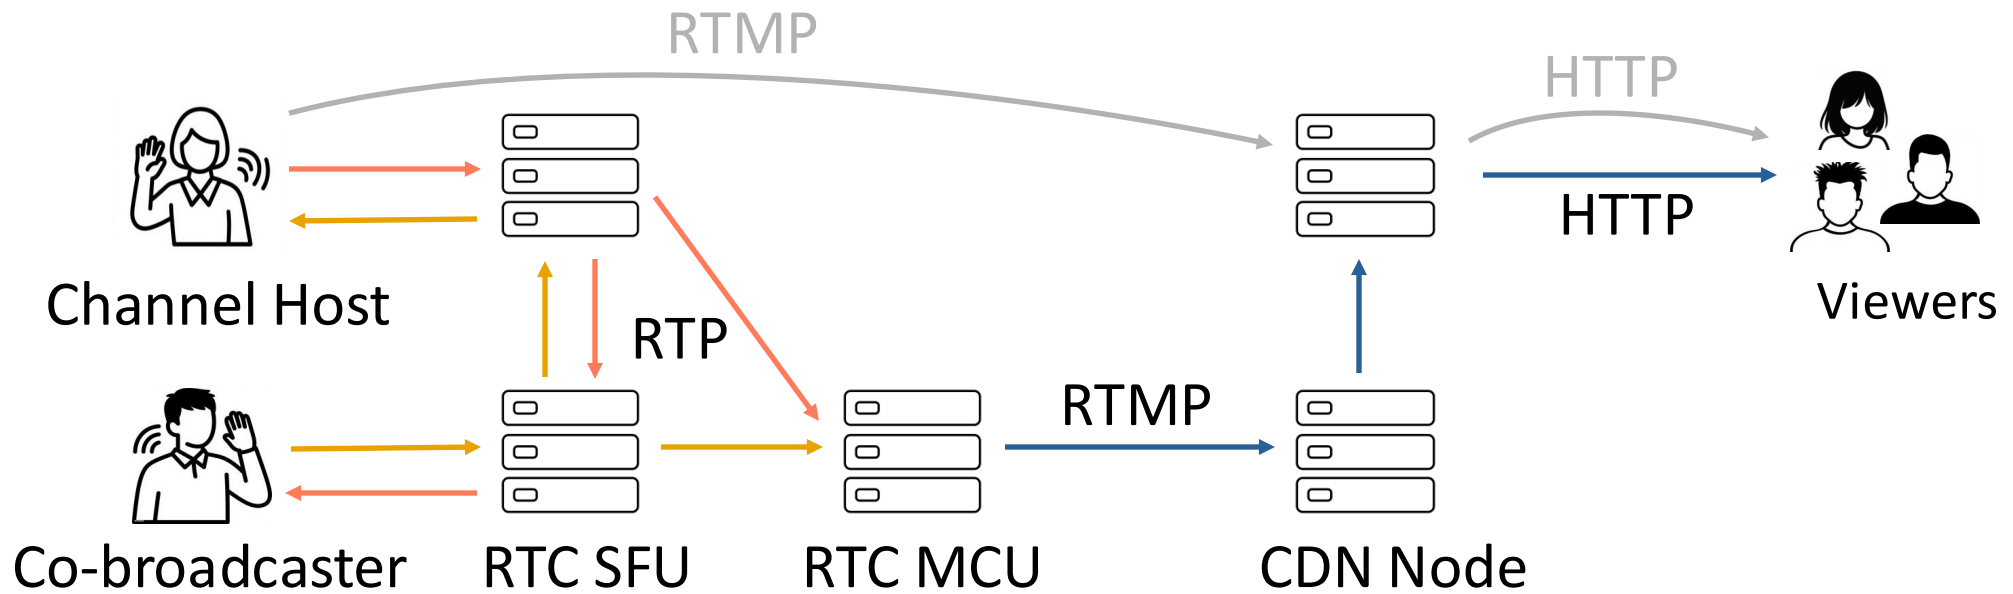 RTMP
HTTP
HTTP
Channel Host
Viewers
RTP
RTMP
Co-broadcaster
RTC SFU
RTC MCU
CDN Node